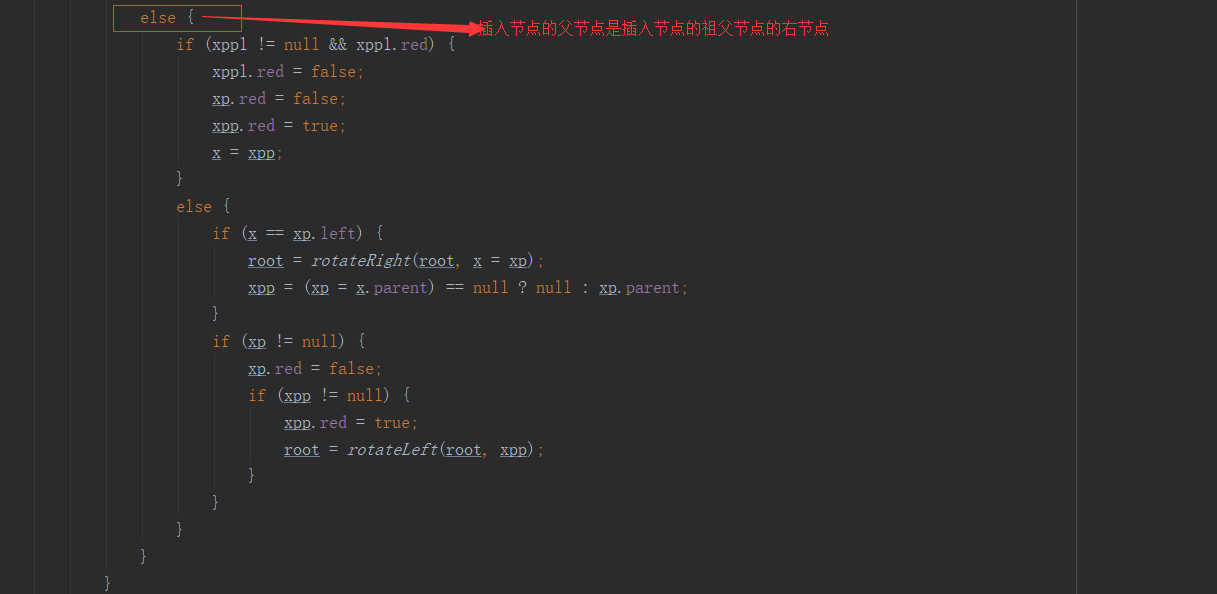 else {
插入节点的父节点是插入节点的祖父节点的右节点
if (xppl != null && xppl.red) {
xppl.red = false;
xp.red = false;
xpp.red = true;
x = xpp;
}
else {
if (x == xp.left) {
root = rotateRight(root, x = xp);
xpp = (xp = x.parent) == null ? null : xp.parent;
}
if (xp != null) {
xp.red = false;
if (xpp != null) {
xpp.red = true;
root = rotateLeft(root, xpp);
}
}
}
}
}